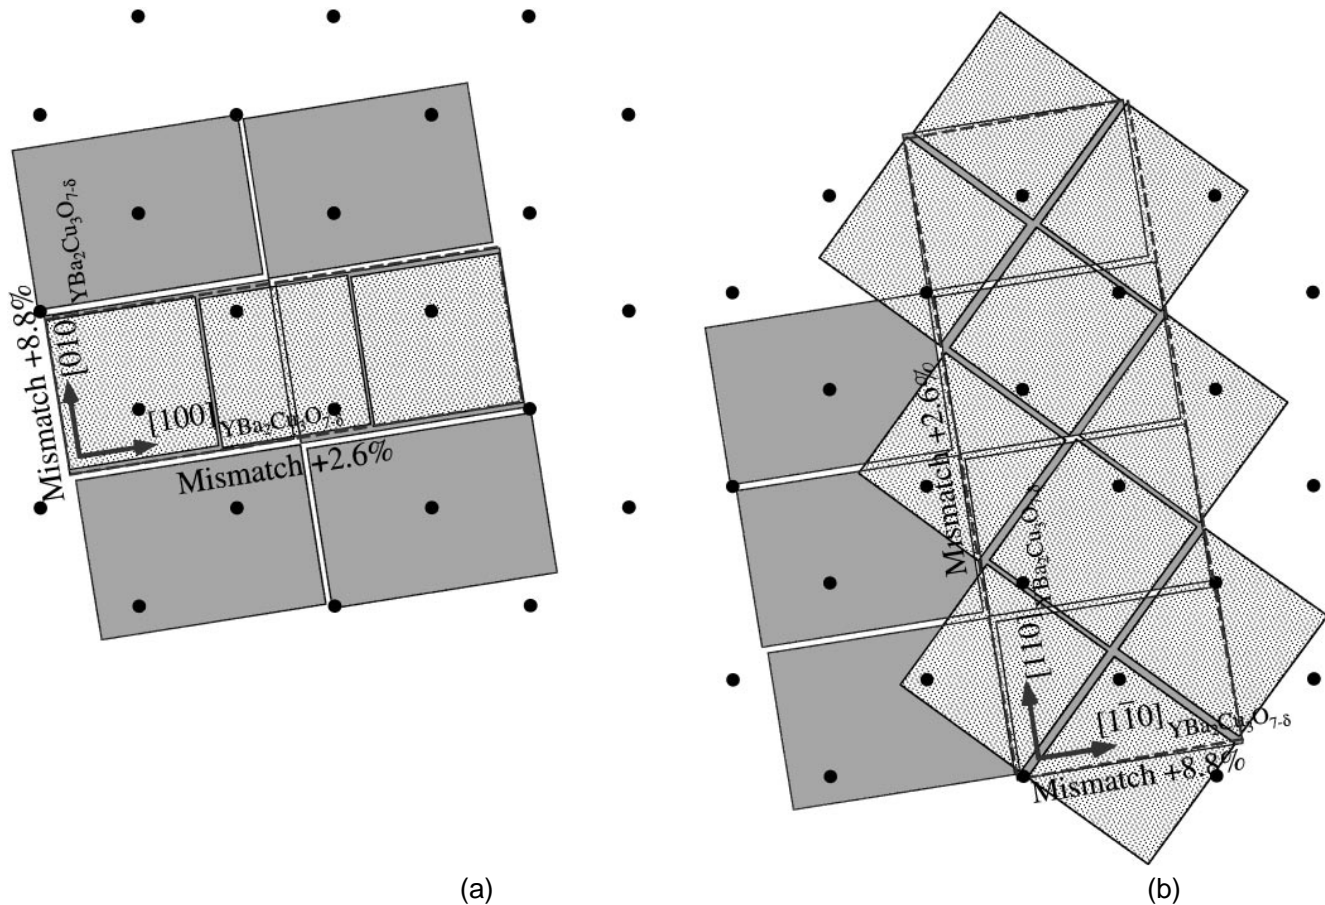 [010] YBa₂Cu₃O₇₋δ
Mismatch +8.8%
[100] YBa₂Cu₃O₇₋δ
Mismatch +2.6%
(a)
Mismatch +2.6%
[110] YBa₂Cu₃O₇₋δ
[11̄0] YBa₂Cu₃O₇₋δ
Mismatch +8.8%
(b)